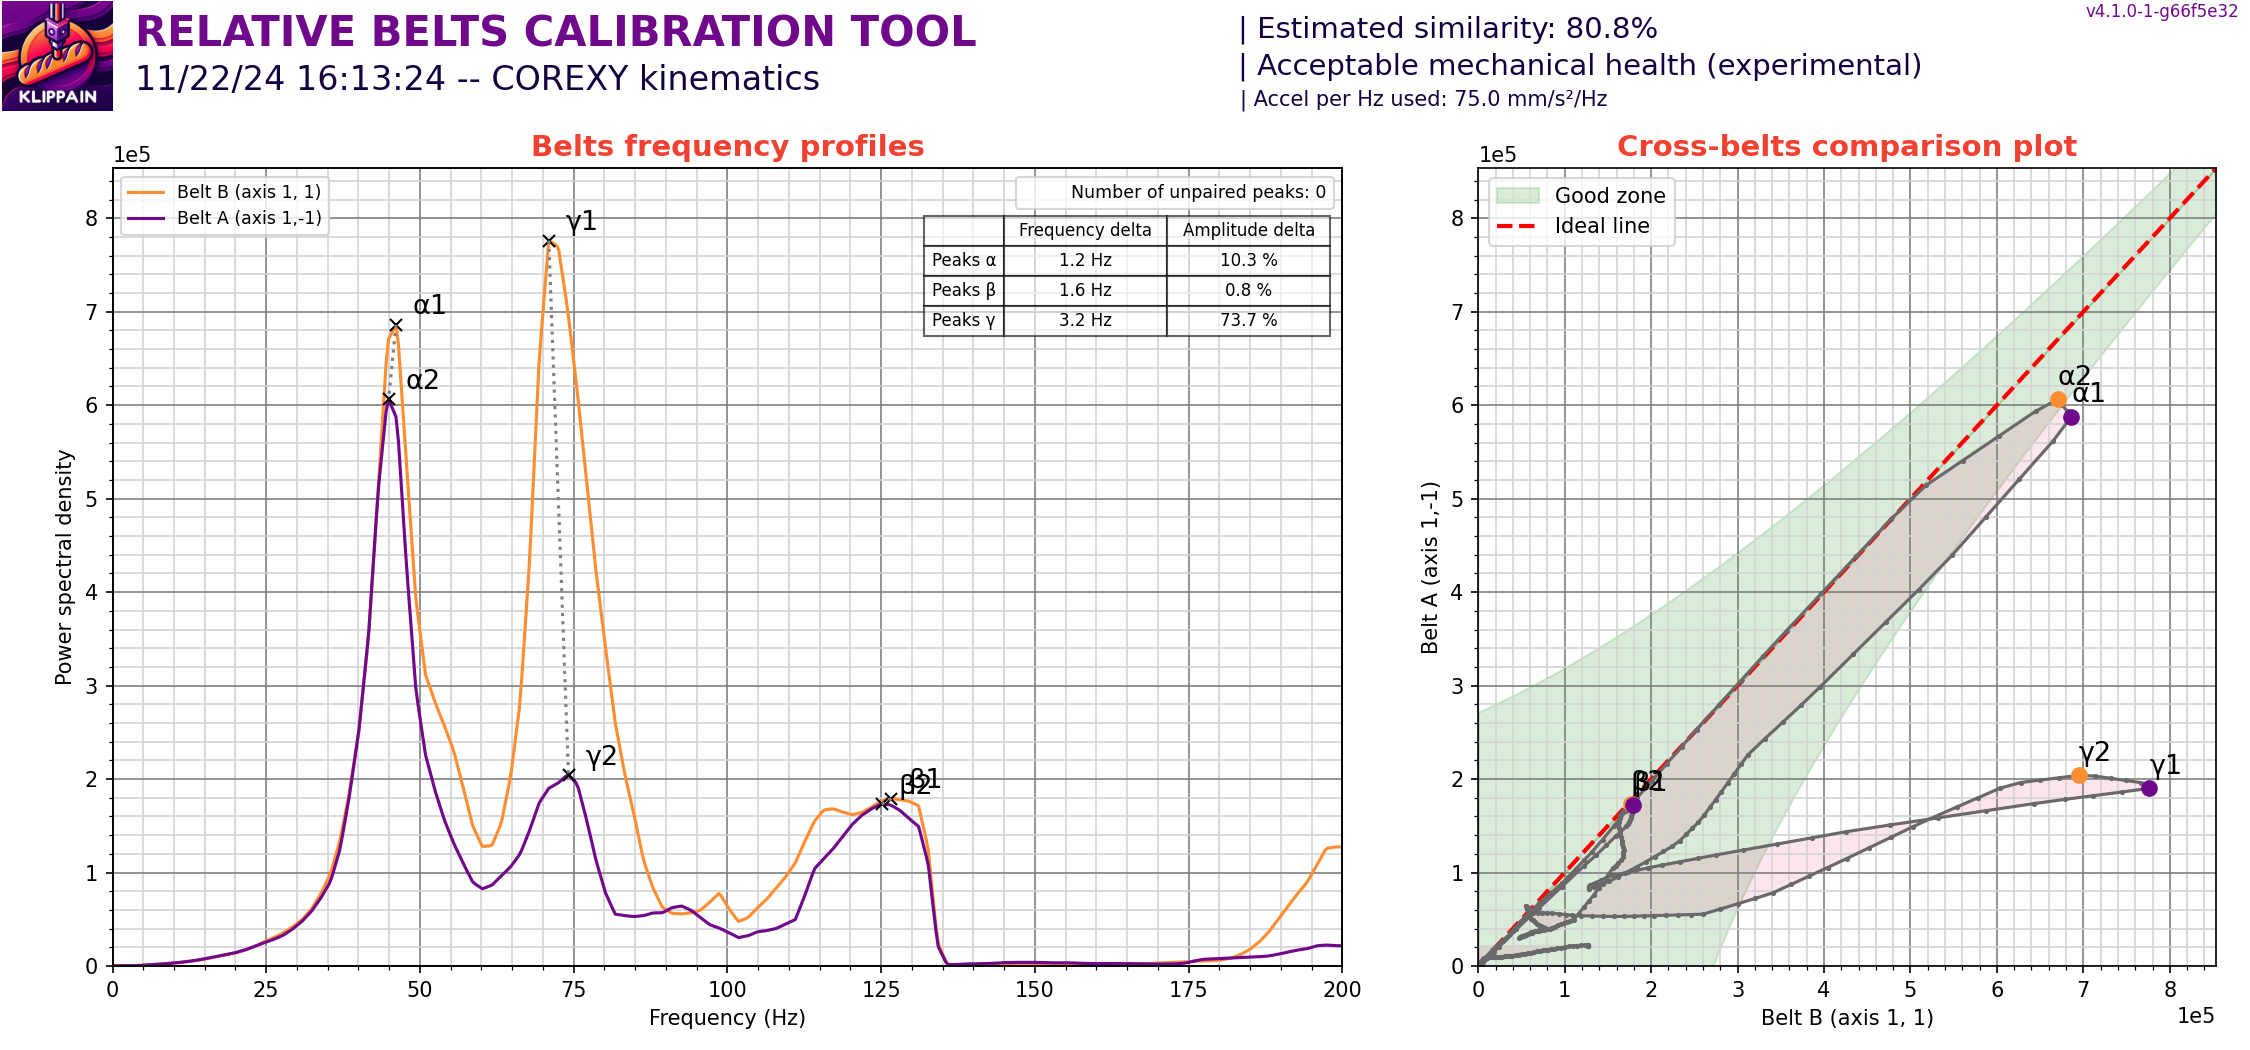 KLIPPAIN
RELATIVE BELTS CALIBRATION TOOL
11/22/24 16:13:24 -- COREXY kinematics
| Estimated similarity: 80.8%
| Acceptable mechanical health (experimental)
| Accel per Hz used: 75.0 mm/s²/Hz
v4.1.0-1-g66f5e32
Belts frequency profiles
1e5
Belt B (axis 1, 1)
Belt A (axis 1,-1)
Number of unpaired peaks: 0
Frequency delta Amplitude delta
Peaks α 1.2 Hz 10.3 %
Peaks β 1.6 Hz 0.8 %
Peaks γ 3.2 Hz 73.7 %
γ1
α1
α2
γ2
β1
β2
Power spectral density
8
7
6
5
4
3
2
1
0
0 25 50 75 100 125 150 175 200
Frequency (Hz)
Cross-belts comparison plot
1e5
Good zone
Ideal line
α2
α1
γ2
γ1
β2
β1
Belt A (axis 1,-1)
8
7
6
5
4
3
2
1
0
0 1 2 3 4 5 6 7 8
Belt B (axis 1, 1)
1e5